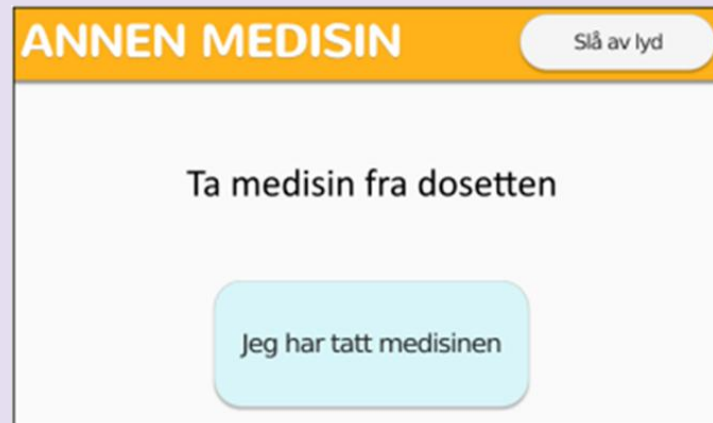 ANNEN MEDISIN
Slå av lyd
Ta medisin fra dosetten
Jeg har tatt medisinen